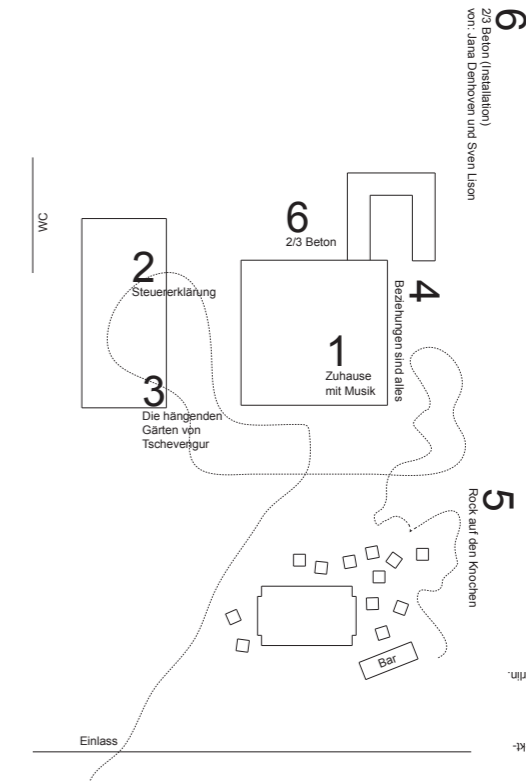 6
2/3 Beton (Installation)
von: Jana Denhoven und Sven Lison
WC
6
2/3 Beton
4
Beziehungen sind alles
2
Steuererklärung
1
Zuhause
mit Musik
3
Die hängenden
Gärten von
Tschevengur
5
Rock auf den Knochen
Bar
rlin.
Einlass
kt-